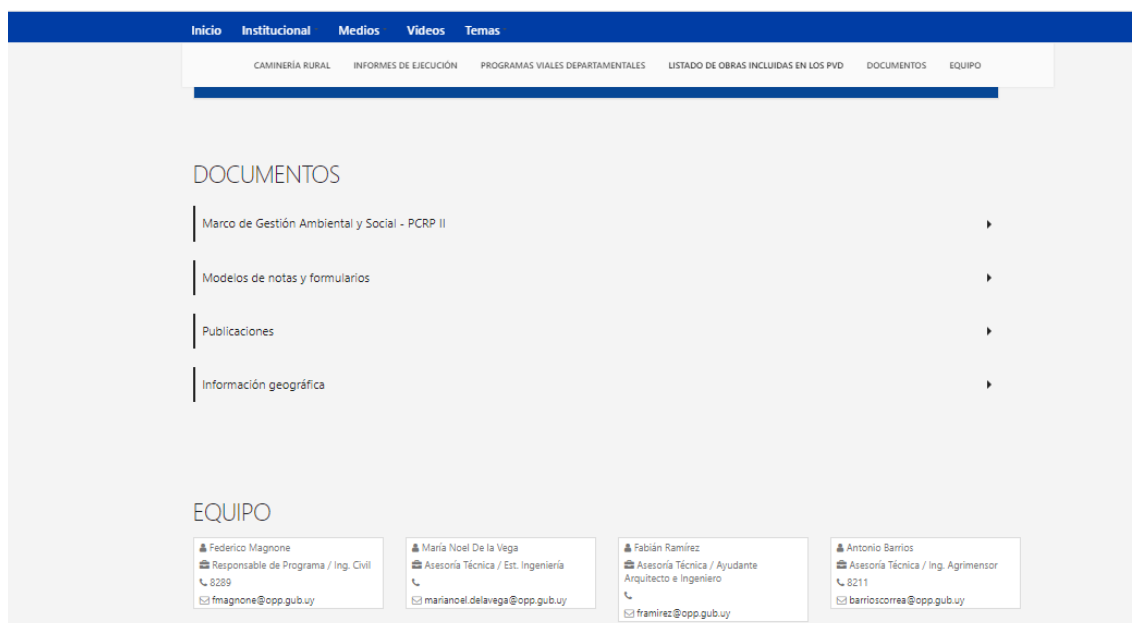 Inicio Institucional Medios Videos Temas
CAMINERÍA RURAL INFORMES DE EJECUCIÓN PROGRAMAS VIALES DEPARTAMENTALES LISTADO DE OBRAS INCLUIDAS EN LOS PVD DOCUMENTOS EQUIPO
DOCUMENTOS
Marco de Gestión Ambiental y Social - PCRP II
Modelos de notas y formularios
Publicaciones
Información geográfica
EQUIPO
Federico Magnone
Responsable de Programa / Ing. Civil
8289
fmagnone@opp.gub.uy
María Noel De la Vega
Asesoría Técnica / Est. Ingeniería
marianoel.delavega@opp.gub.uy
Fabián Ramírez
Asesoría Técnica / Ayudante
Arquitecto e Ingeniero
framirez@opp.gub.uy
Antonio Barrios
Asesoría Técnica / Ing. Agrimensor
8211
barrioscorrea@opp.gub.uy